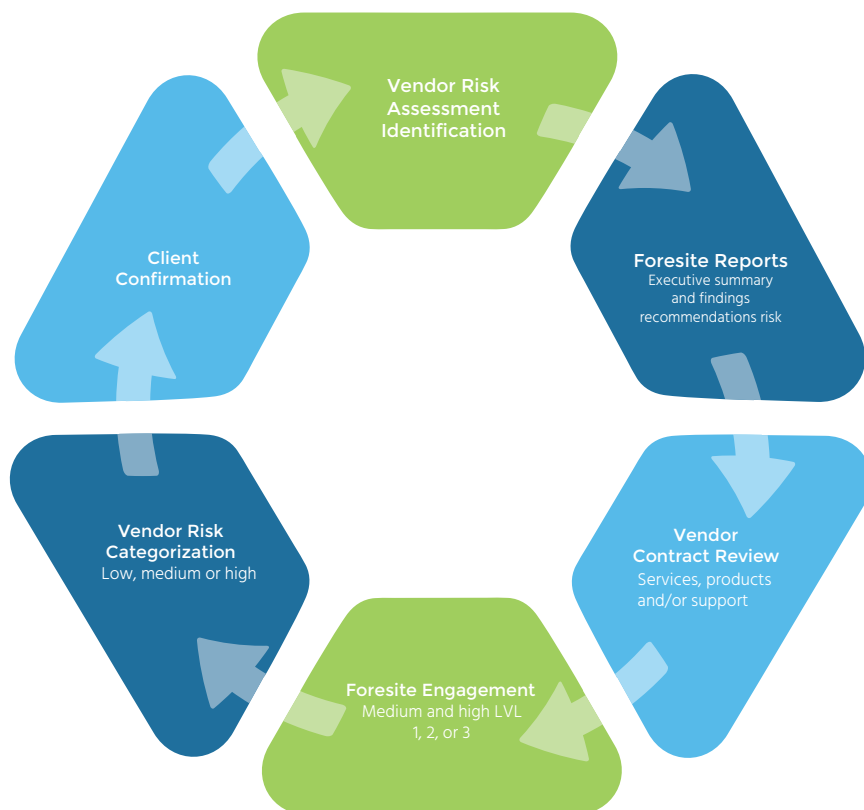 Vendor Risk
Assessment
Identification
Foresite Reports
Executive summary
and findings
recommendations risk
Vendor
Contract Review
Services, products
and/or support
Foresite Engagement
Medium and high LVL
1, 2, or 3
Vendor Risk
Categorization
Low, medium or high
Client
Confirmation